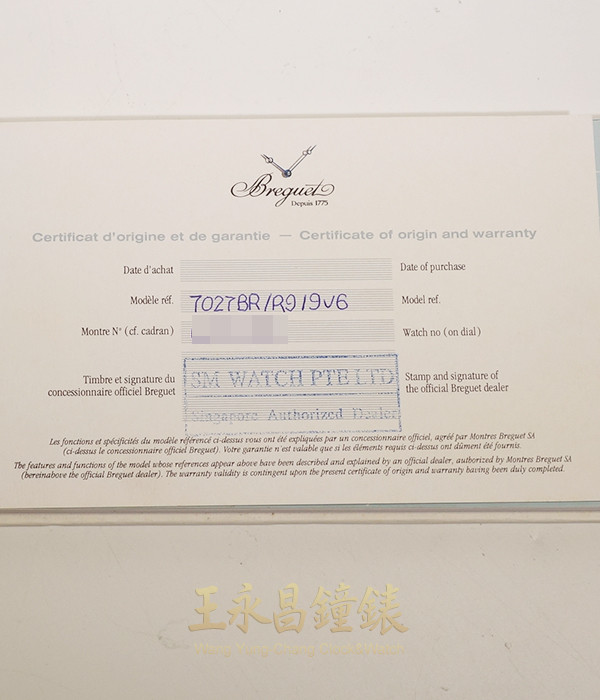 Breguet
Depuis 1775
Certificat d'origine et de garantie — Certificate of origin and warranty
Date d'achat
Date of purchase
Modèle réf. 7027BR/R9/9V6 Model ref.
Montre N° (cf. cadran)
Watch no (on dial)
Timbre et signature du
concessionnaire officiel Breguet
SM WATCH PTE LTD
Singapore Authorized Dealer
Stamp and signature of
the official Breguet dealer
Les fonctions et spécificités du modèle référencé ci-dessus vous ont été expliquées par un concessionnaire officiel, agréé par Montres Breguet SA
(ci-dessus le concessionnaire officiel Breguet). Votre garantie n'est valable que si les éléments requis ci-dessus ont dûment été fournis.
The features and functions of the model whose references appear above have been described and explained by an official dealer, authorized by Montres Breguet SA
(hereinabove the official Breguet dealer). The warranty validity is contingent upon the present certificate of origin and warranty having been duly completed.
王永昌鐘錶